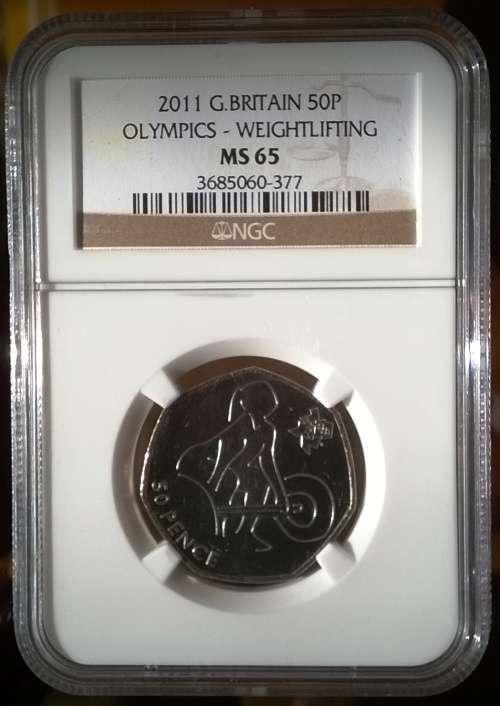 2011 G.BRITAIN 50P
OLYMPICS - WEIGHTLIFTING
MS 65
3685060-377
NGC
50 PENCE